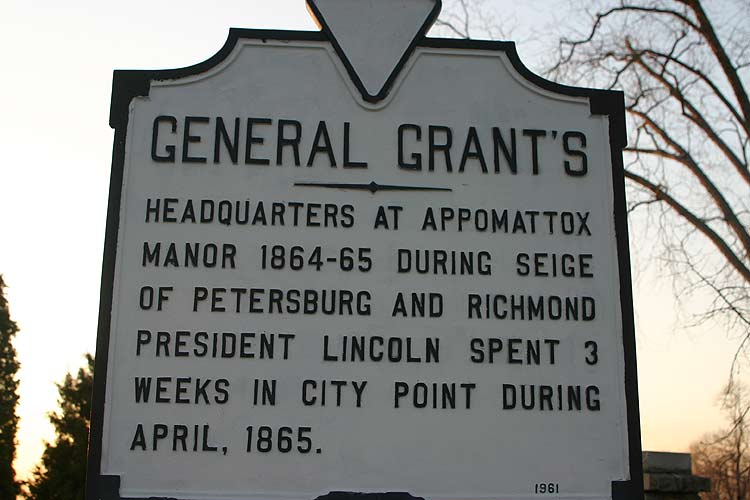 GENERAL GRANT'S
HEADQUARTERS AT APPOMATTOX
MANOR 1864-65 DURING SEIGE
OF PETERSBURG AND RICHMOND
PRESIDENT LINCOLN SPENT 3
WEEKS IN CITY POINT DURING
APRIL, 1865.
1961